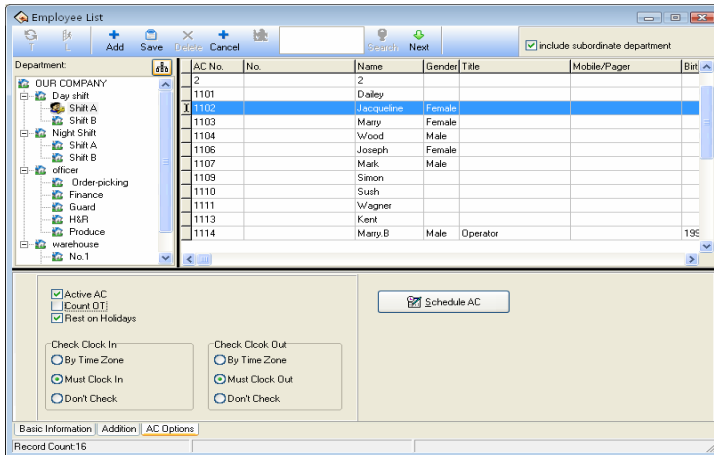 Employee List
T L Add Save Delete Cancel Search Next include subordinate department
Department:
OUR COMPANY
Day shift
Shift A
Shift B
Night Shift
Shift A
Shift B
officer
Order-picking
Finance
Guard
H&R
Produce
warehouse
No.1
AC No. No. Name Gender Title Mobile/Pager Birt
2 2
1101 Dailey
1102 Jacqueline Female
1103 Marry Female
1104 Wood Male
1106 Joseph Female
1107 Mark Male
1109 Simon
1110 Sush
1111 Wagner
1113 Kent
1114 Marry.B Male Operator 199
Active AC
Count OT
Rest on Holidays
Schedule AC
Check Clock In
By Time Zone
Must Clock In
Don't Check
Check Clcok Out
By Time Zone
Must Clock Out
Don't Check
Basic Information Addition AC Options
Record Count:16